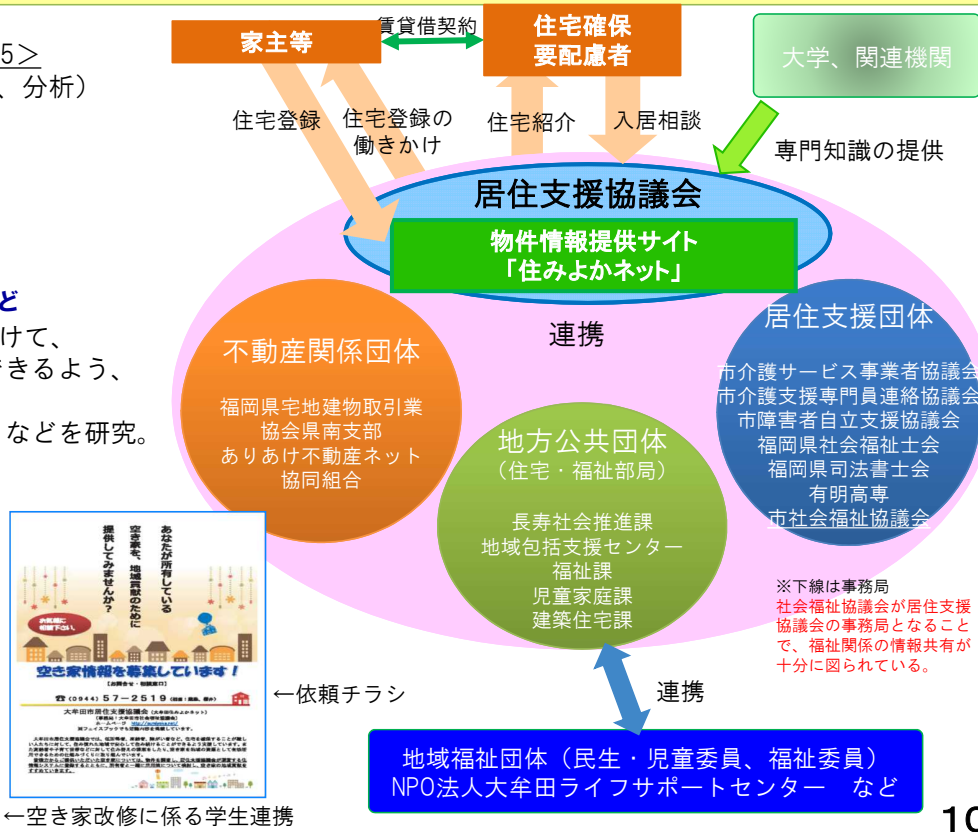 5>
、分析)
ど
けて、
できるよう、
などを研究。
家主等
賃貸借契約
住宅確保
要配慮者
大学、関連機関
住宅登録
住宅登録の
働きかけ
住宅紹介
入居相談
専門知識の提供
居住支援協議会
物件情報提供サイト
「住みよかネット」
連携
不動産関係団体
福岡県宅地建物取引業
協会県南支部
ありあけ不動産ネット
協同組合
地方公共団体
(住宅・福祉部局)
長寿社会推進課
地域包括支援センター
福祉課
児童家庭課
建築住宅課
居住支援団体
市介護サービス事業者協議会
市介護支援専門員連絡協議会
市障害者自立支援協議会
福岡県社会福祉士会
福岡県司法書士会
有明高専
市社会福祉協議会
※下線は事務局
社会福祉協議会が居住支援
協議会の事務局となること
で、福祉関係の情報共有が
十分に図られている。
あなたが所有している
空き家を、地域貢献のために
提供してみませんか?
お気軽に
相談下さい。
空き家情報を募集しています!
【お問合せ・相談窓口】
☎(0944)57-2519
大牟田市居住支援協議会
←依頼チラシ
連携
地域福祉団体(民生・児童委員、福祉委員)
NPO法人大牟田ライフサポートセンター など
←空き家改修に係る学生連携
10